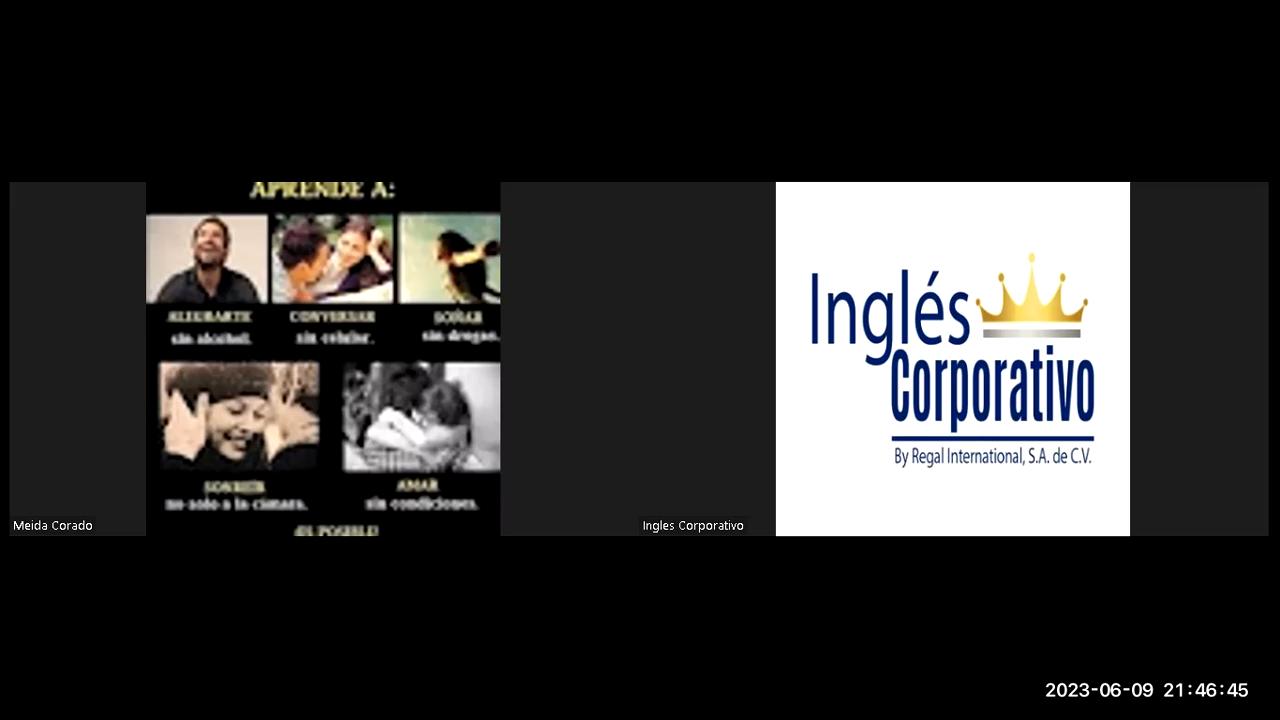 APRENDE A:
ALEGRARTE
CONVERSAR
SOÑAR
sin alcohol.
sin celular.
sin drogas.
SONREIR
AMAR
no solo a la cámara.
sin condiciones.
¡ES POSIBLE!
Meida Corado
Inglés
Corporativo
By Regal International, S.A. de C.V.
Ingles Corporativo
2023-06-09 21:46:45